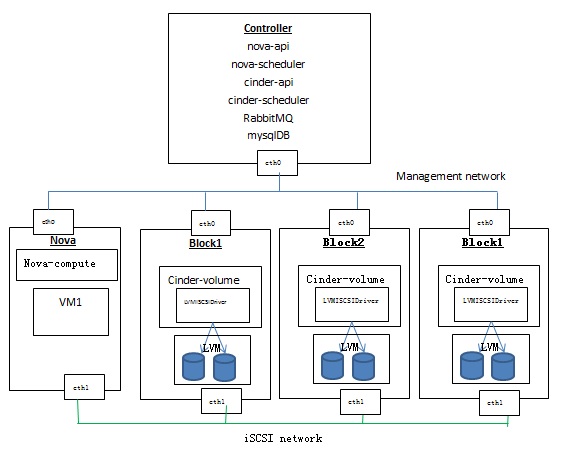 Controller
nova-api
nova-scheduler
cinder-api
cinder-scheduler
RabbitMQ
mysqlDB
eth0
Management network
eth0
eth0
eth0
eth0
Nova
Block1
Block2
Block1
Nova-compute
Cinder-volume
Cinder-volume
Cinder-volume
VM1
LVMISCSIDriver
LVMISCSIDriver
LVMISCSIDriver
LVM
LVM
LVM
eth1
eth1
eth1
eth1
iSCSI network